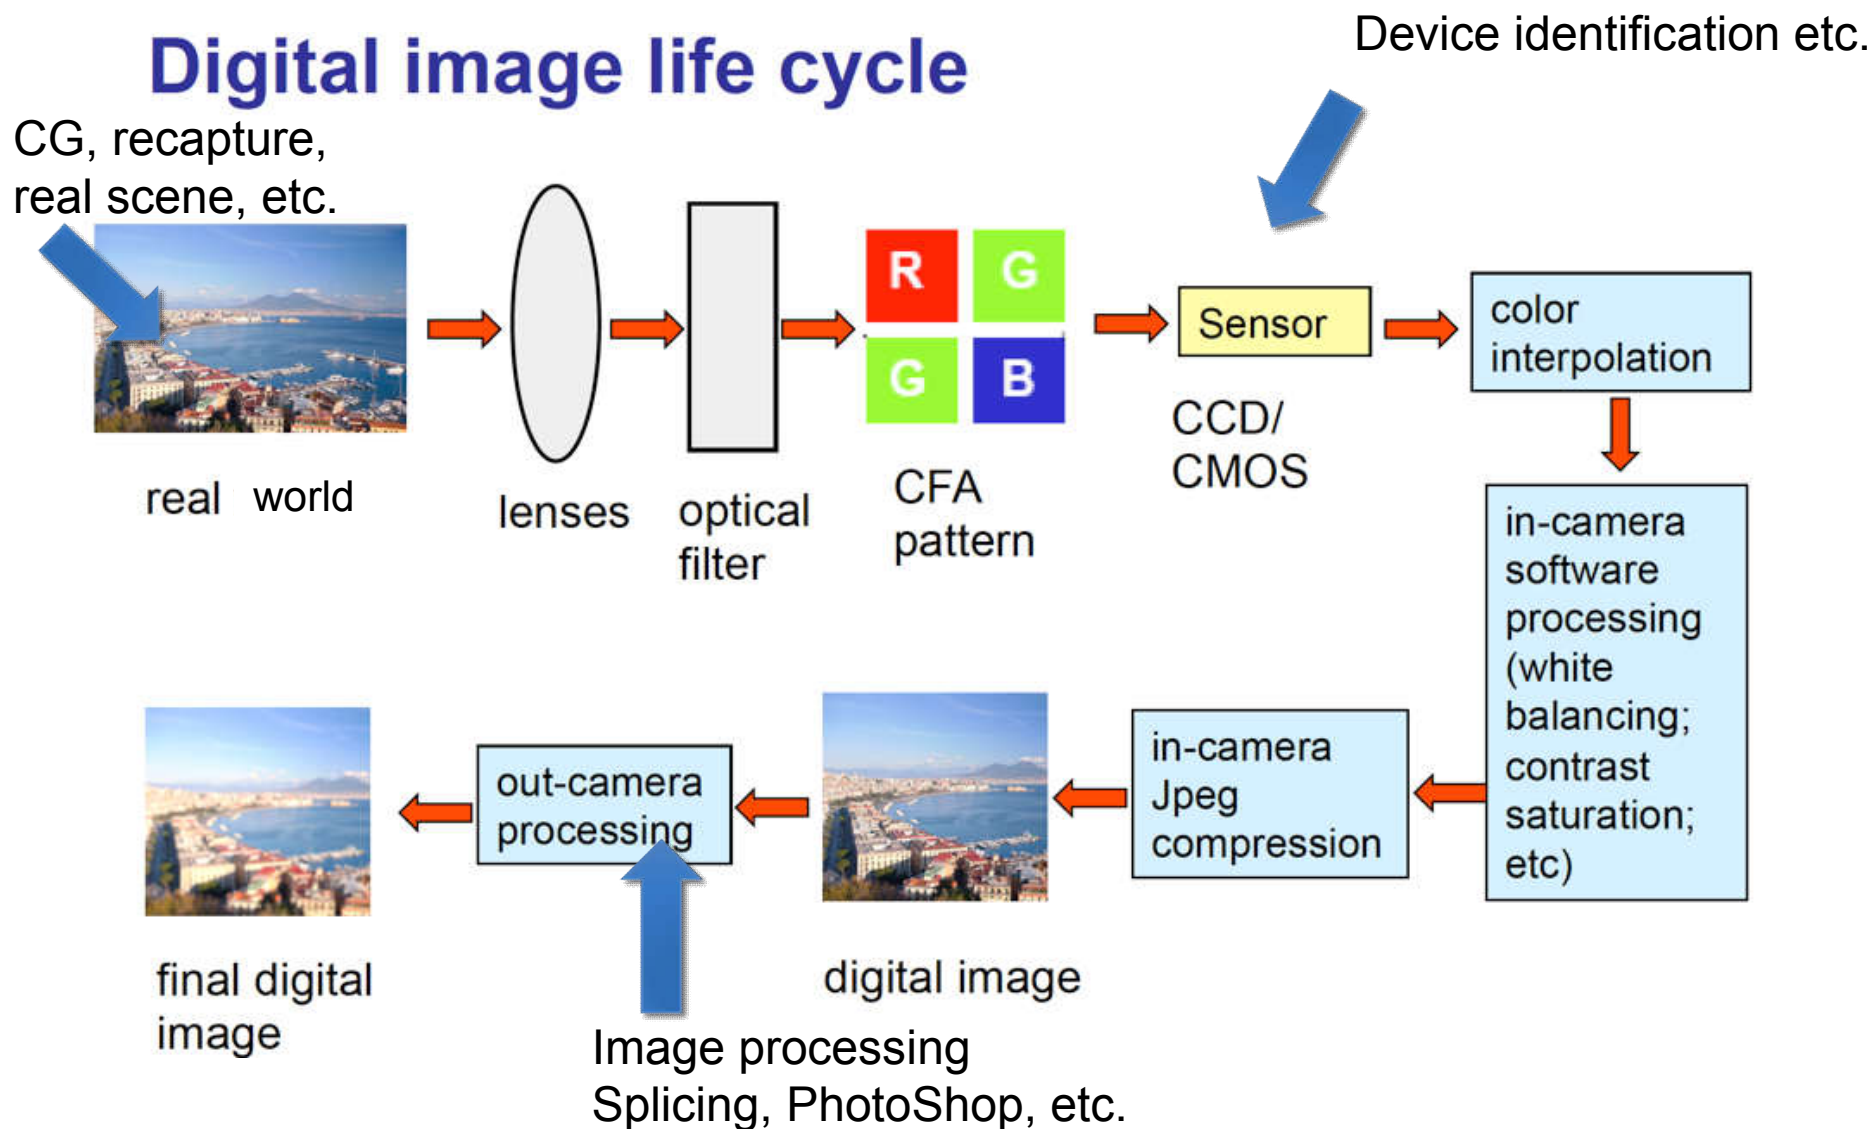 Device identification etc.
Digital image life cycle
CG, recapture,
real scene, etc.
R
G
G
B
Sensor
color
interpolation
CCD/
CMOS
real world
lenses
optical
filter
CFA
pattern
in-camera
software
processing
(white
balancing;
contrast
saturation;
etc)
in-camera
Jpeg
compression
out-camera
processing
digital image
final digital
image
Image processing
Splicing, PhotoShop, etc.